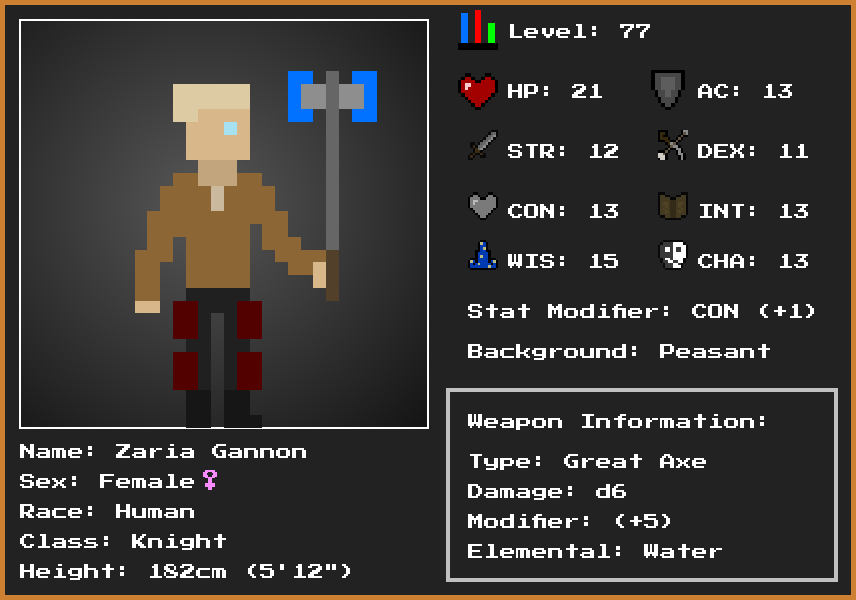 Level: 77
HP: 21
AC: 13
STR: 12
DEX: 11
CON: 13
INT: 13
WIS: 15
CHA: 13
Stat Modifier: CON (+1)
Background: Peasant
Weapon Information:
Type: Great Axe
Damage: d6
Modifier: (+5)
Elemental: Water
Name: Zaria Gannon
Sex: Female♀
Race: Human
Class: Knight
Height: 182cm (5'12")